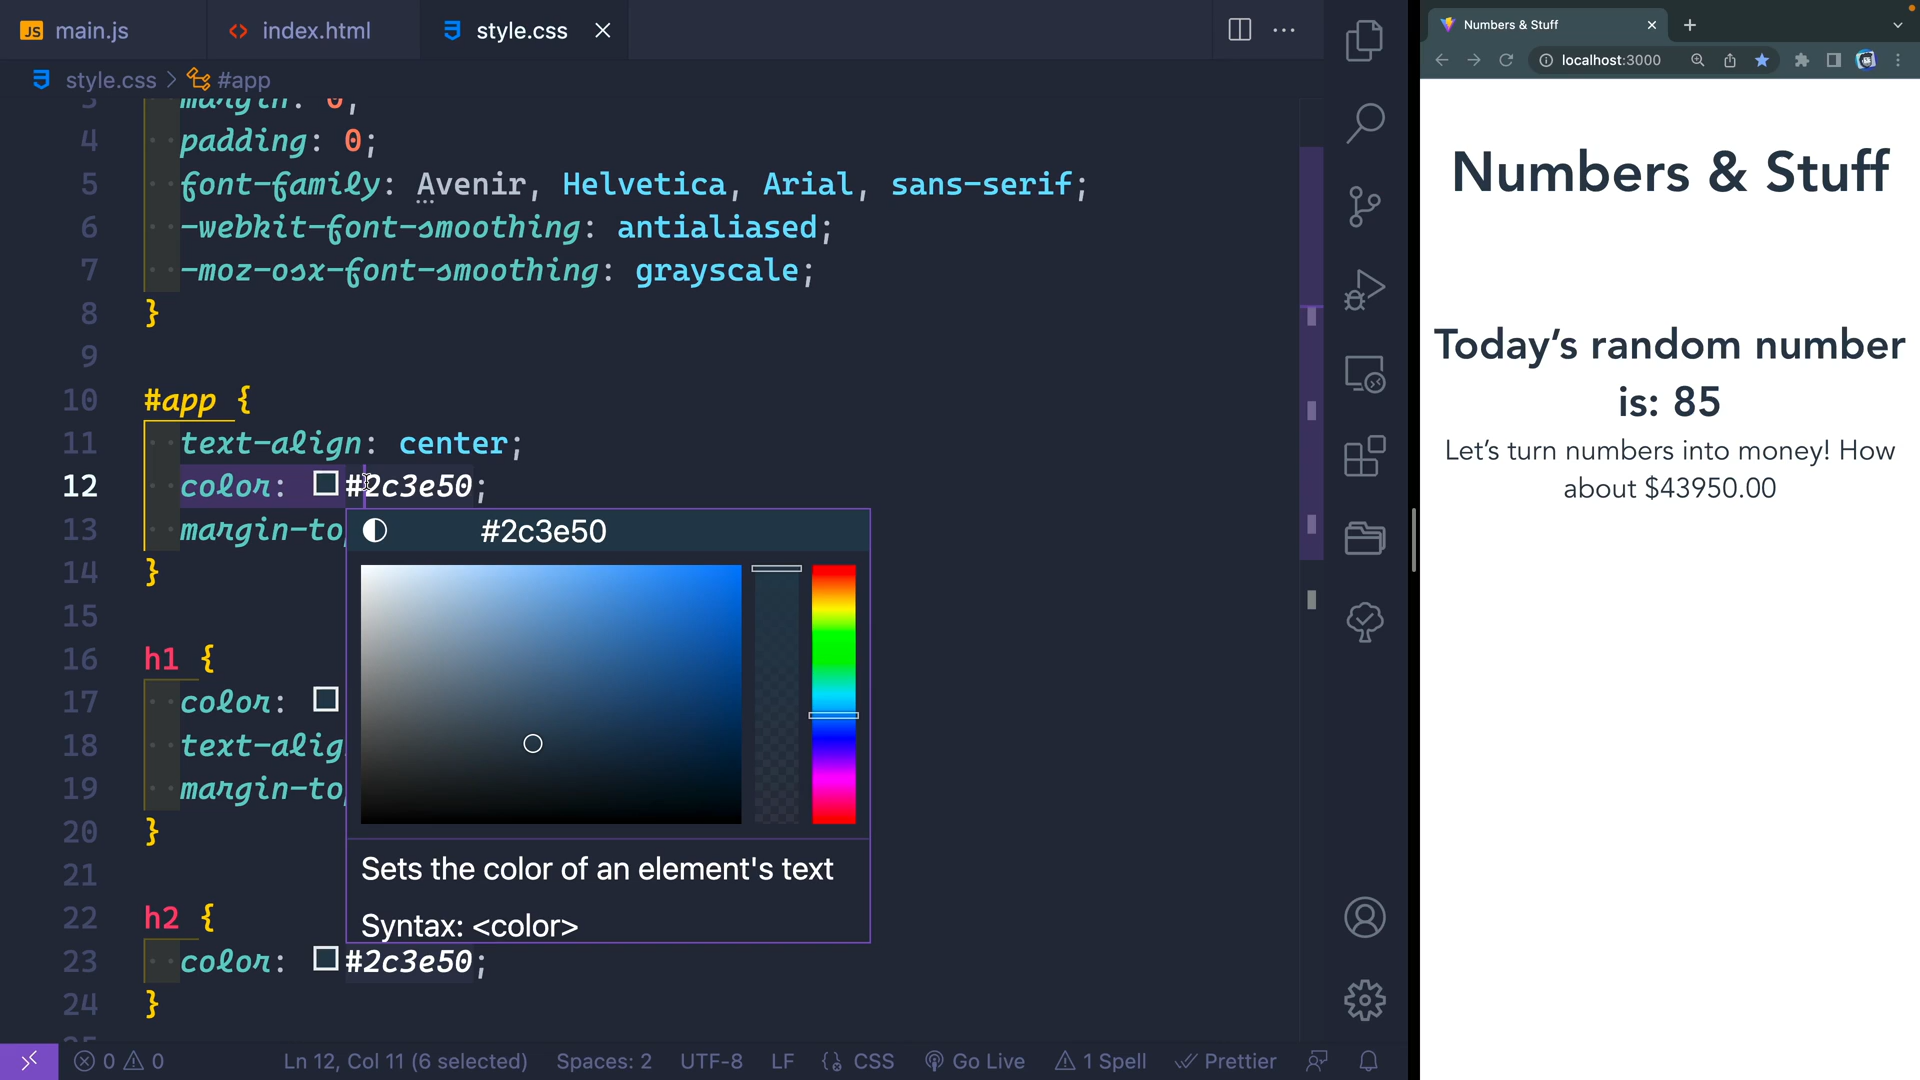 JS main.js
<> index.html
style.css
style.css > #app
3 margin: 0;
4 padding: 0;
5 font-family: Avenir, Helvetica, Arial, sans-serif;
6 -webkit-font-smoothing: antialiased;
7 -moz-osx-font-smoothing: grayscale;
8 }
9
10 #app {
11 text-align: center;
12 color: #2c3e50;
13 margin-to
14 }
15
16 h1 {
17 color:
18 text-alig
19 margin-to
20 }
21
22 h2 {
23 color: #2c3e50;
24 }
#2c3e50
Sets the color of an element's text
Syntax: <color>
0 0
Ln 12, Col 11 (6 selected)
Spaces: 2
UTF-8
LF
{} CSS
Go Live
1 Spell
Prettier
Numbers & Stuff
localhost:3000
Numbers & Stuff
Today’s random number
is: 85
Let’s turn numbers into money! How
about $43950.00